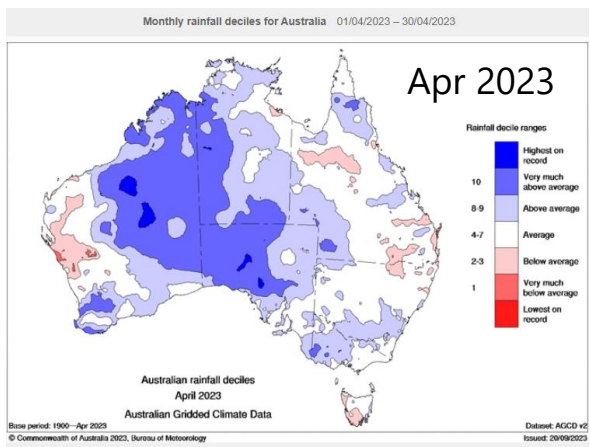 Monthly rainfall deciles for Australia 01/04/2023 – 30/04/2023
Apr 2023
Rainfall decile ranges
Highest on
record
10
Very much
above average
8-9
Above average
4-7
Average
2-3
Below average
1
Very much
below average
Lowest on
record
Australian rainfall deciles
April 2023
Australian Gridded Climate Data
Base period: 1900—Apr 2023
Dataset: AGCD v2
© Commonwealth of Australia 2023, Bureau of Meteorology
Issued: 20/09/2023